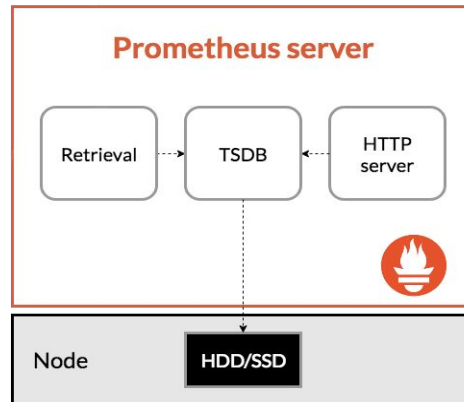 Prometheus server
Retrieval
TSDB
HTTP
server
Node
HDD/SSD